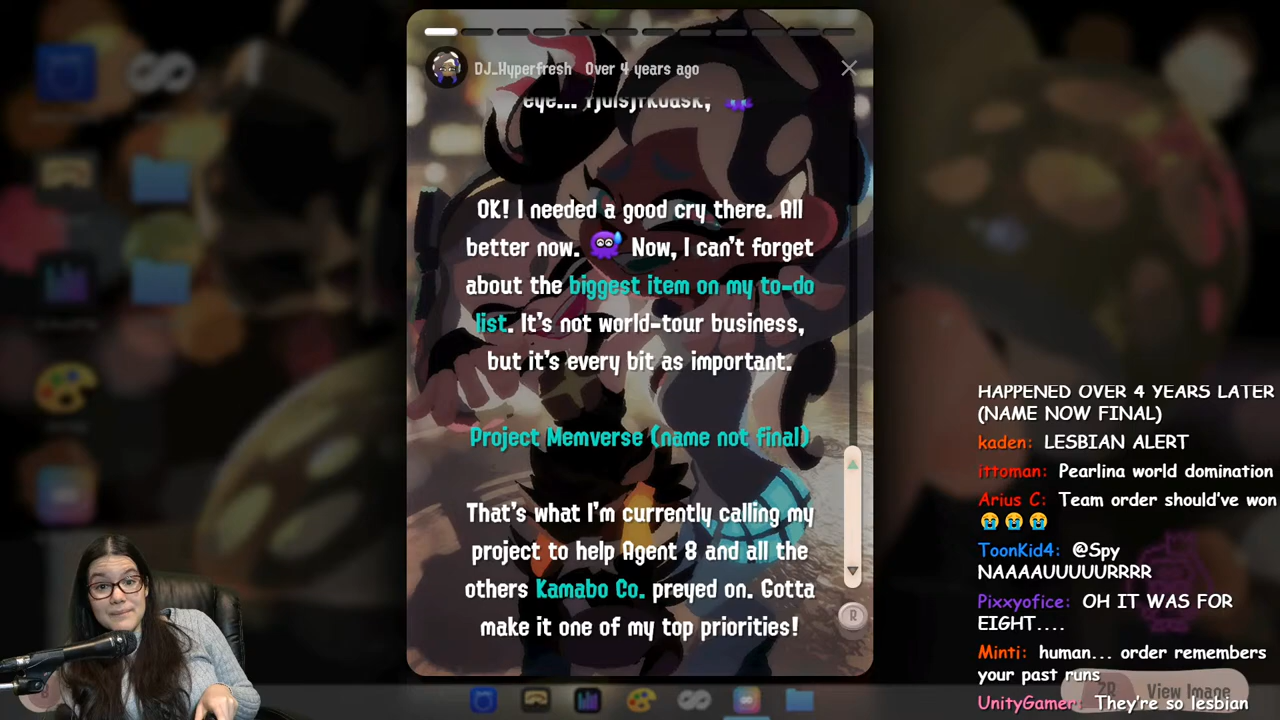 DJ_Hyperfresh Over 4 years ago
OK! I needed a good cry there. All
better now. Now, I can't forget
about the biggest item on my to-do
list. It's not world-tour business,
but it's every bit as important.
Project Memverse (name not final)
That's what I'm currently calling my
project to help Agent 8 and all the
others Kamabo Co. preyed on. Gotta
make it one of my top priorities!
R
HAPPENED OVER 4 YEARS LATER
(NAME NOW FINAL)
kaden: LESBIAN ALERT
ittoman: Pearlina world domination
Arius C: Team order should've won
😭😭😭
ToonKid4: @Spy
NAAAAUUUUURRRR
Pixxyofice: OH IT WAS FOR
EIGHT....
Minti: human... order remembers
your past runs
UnityGamer: They're so lesbian
ZR View Image